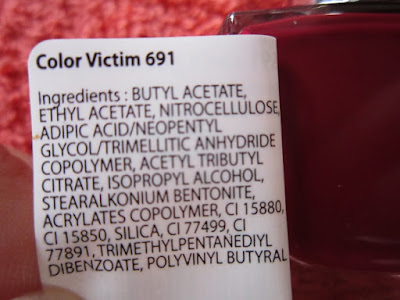 Color Victim 691
Ingredients : BUTYL ACETATE,
ETHYL ACETATE, NITROCELLULOSE,
ADIPIC ACID/NEOPENTYL
GLYCOL/TRIMELLITIC ANHYDRIDE
COPOLYMER, ACETYL TRIBUTYL
CITRATE, ISOPROPYL ALCOHOL,
STEARALKONIUM BENTONITE,
ACRYLATES COPOLYMER, CI 15880,
CI 15850, SILICA, CI 77499, CI
77891, TRIMETHYLPENTANEDIYL
DIBENZOATE, POLYVINYL BUTYRAL